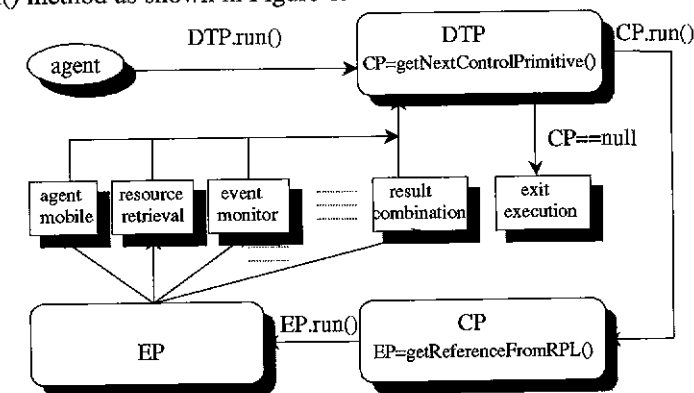 () method as shown in Figure
DTP.run()
agent
DTP
CP=getNextControlPrimitive()
CP.run()
CP==null
agent
mobile
resource
retrieval
event
monitor
result
combination
exit
execution
EP
EP.run()
CP
EP=getReferenceFromRPL()